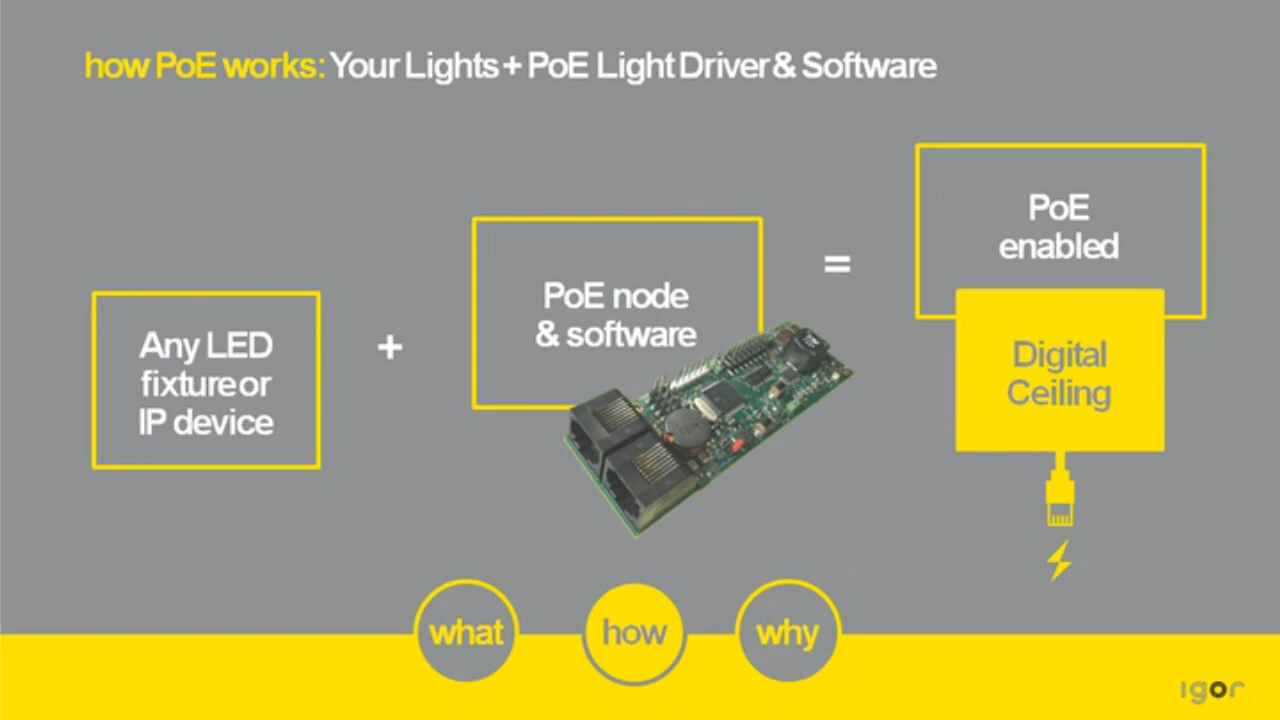 how PoE works: Your Lights + PoE Light Driver & Software
Any LED
fixture or
IP device
+
PoE node
& software
=
PoE
enabled
Digital
Ceiling
what
how
why
igor